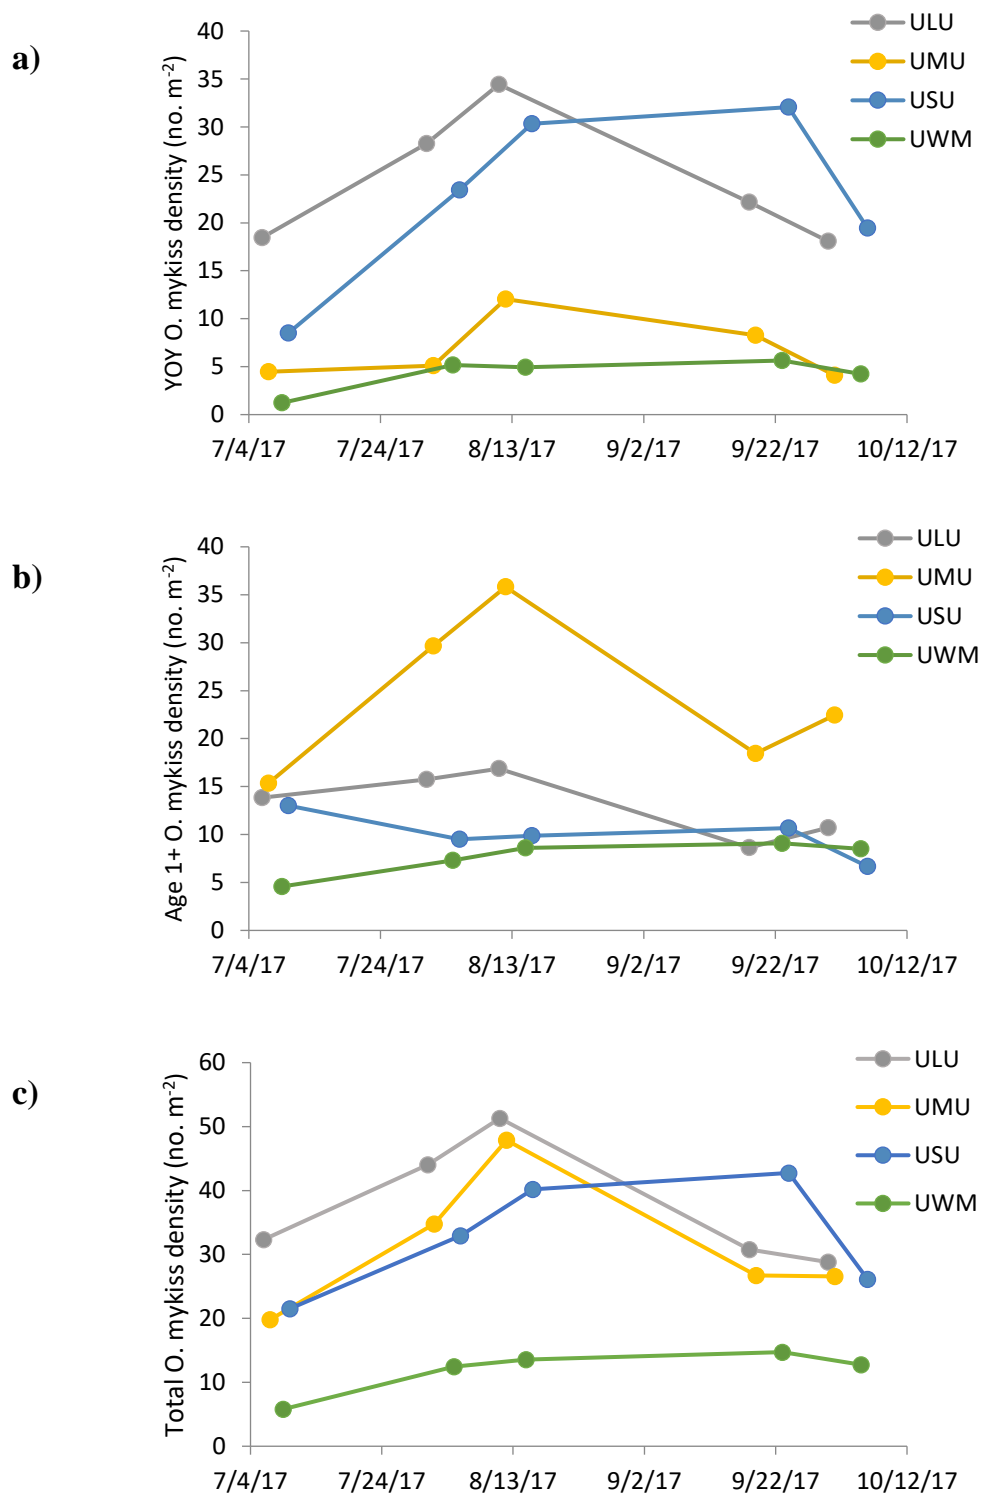 a)
YOY O. mykiss density (no. m-2)
40
35
30
25
20
15
10
5
0
7/4/17 7/24/17 8/13/17 9/2/17 9/22/17 10/12/17
ULU
UMU
USU
UWM
b)
Age 1+ O. mykiss density (no. m-2)
40
35
30
25
20
15
10
5
0
7/4/17 7/24/17 8/13/17 9/2/17 9/22/17 10/12/17
ULU
UMU
USU
UWM
c)
Total O. mykiss density (no. m-2)
60
50
40
30
20
10
0
7/4/17 7/24/17 8/13/17 9/2/17 9/22/17 10/12/17
ULU
UMU
USU
UWM